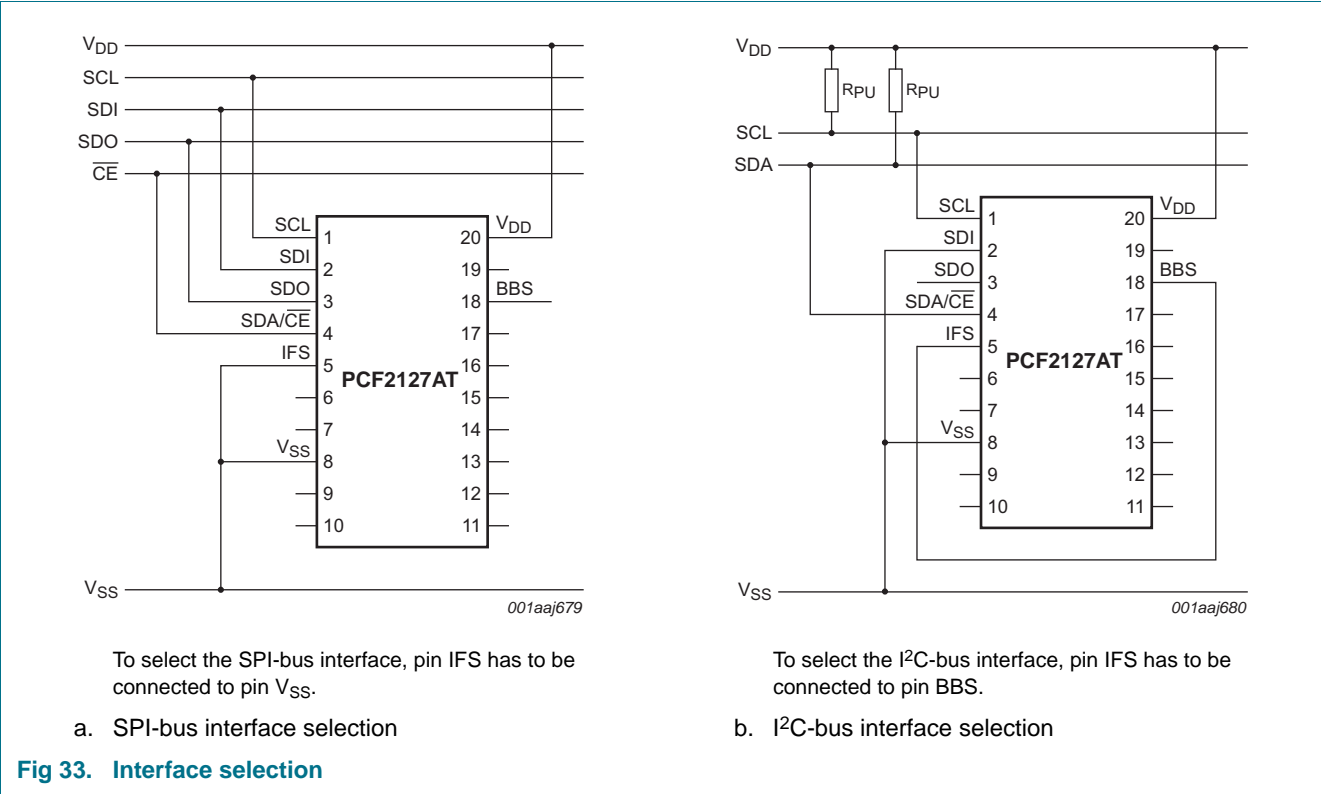 VDD
SCL
SDI
SDO
CE
SCL
1
SDI
2
SDO
3
SDA/CE
4
IFS
5
6
7
VSS
8
9
10
PCF2127AT
VDD
20
19
BBS
18
17
16
15
14
13
12
11
VSS
001aaj679
To select the SPI-bus interface, pin IFS has to be
connected to pin VSS.
a. SPI-bus interface selection
VDD
RPU
RPU
SCL
SDA
SCL
1
SDI
2
SDO
3
SDA/CE
4
IFS
5
6
7
VSS
8
9
10
PCF2127AT
VDD
20
19
BBS
18
17
16
15
14
13
12
11
VSS
001aaj680
To select the I2C-bus interface, pin IFS has to be
connected to pin BBS.
b. I2C-bus interface selection
Fig 33. Interface selection